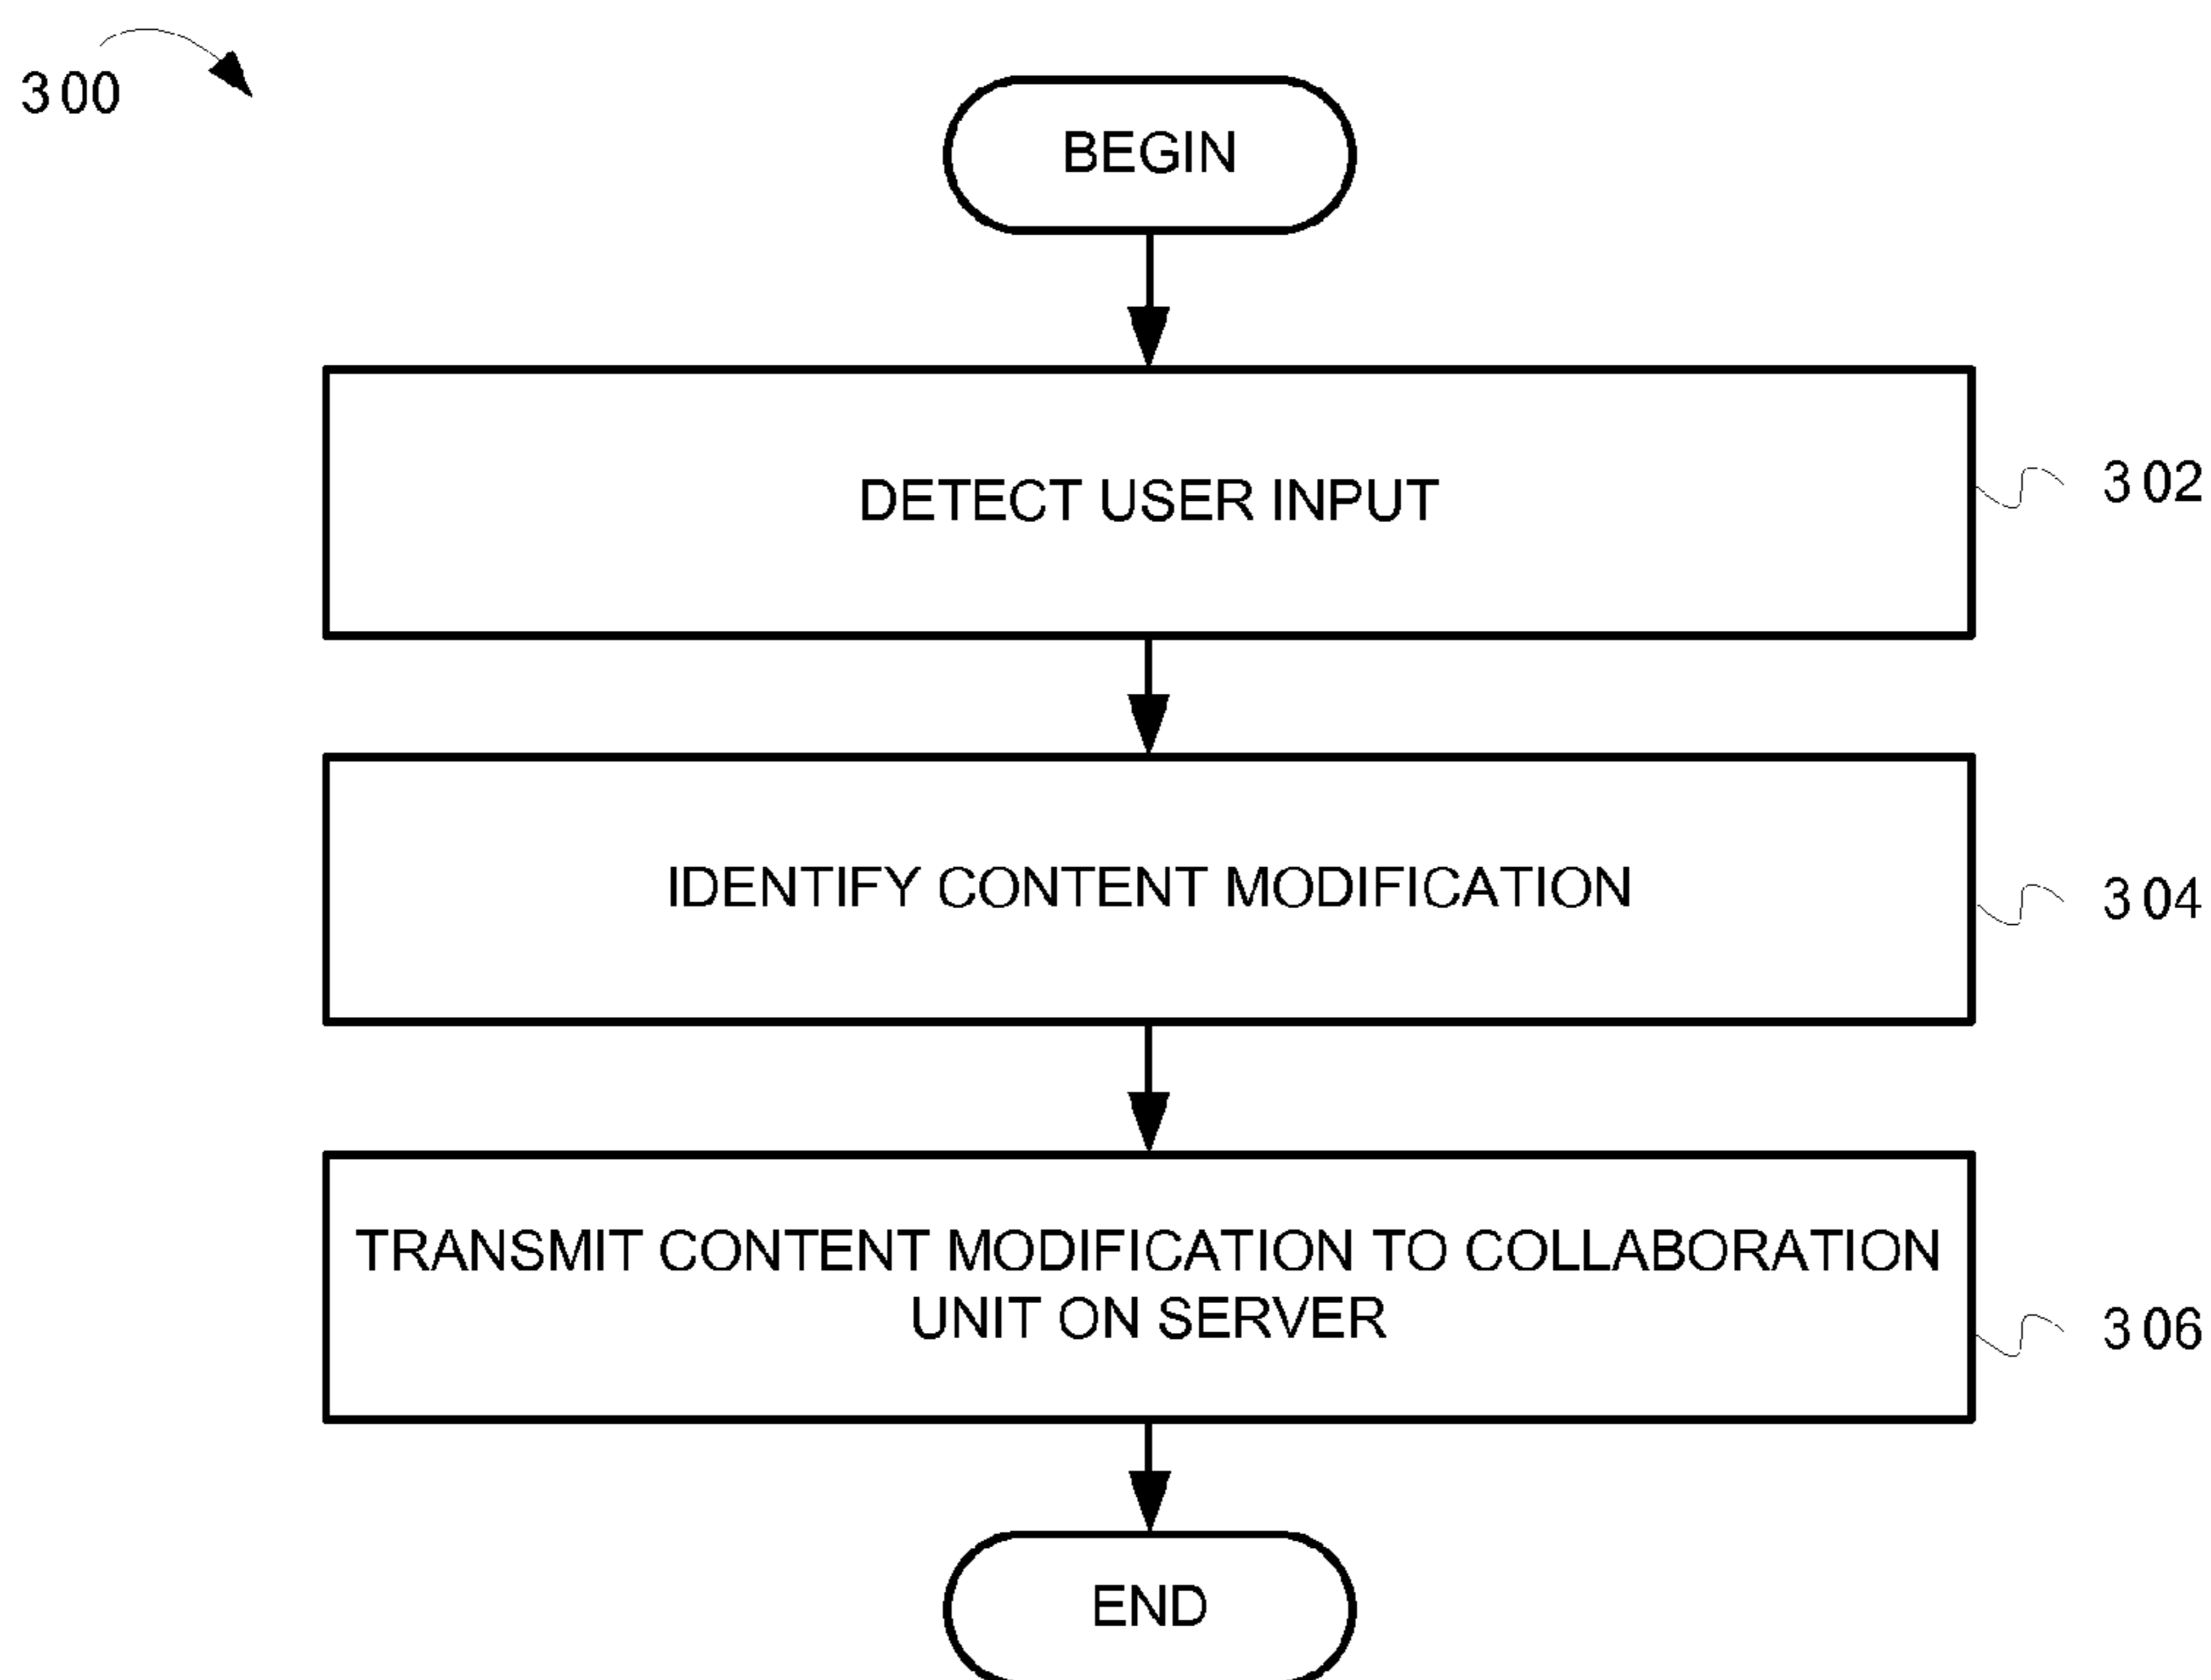 300
BEGIN
DETECT USER INPUT
302
IDENTIFY CONTENT MODIFICATION
304
TRANSMIT CONTENT MODIFICATION TO COLLABORATION
UNIT ON SERVER
306
END